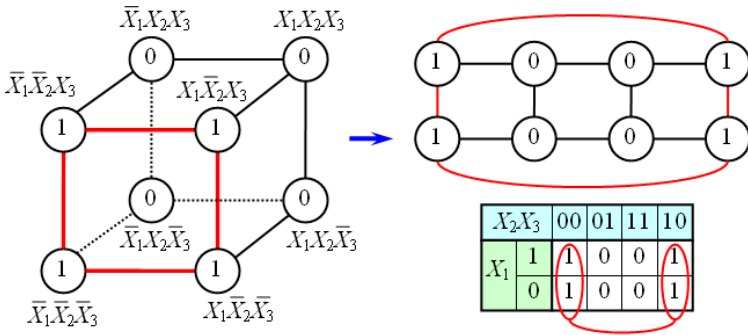 X̅₁X₂X₃
X₁X₂X₃
0
0
X̅₁X̅₂X₃
X₁X̅₂X₃
1
1
0
0
X̅₁X₂X̅₃
X₁X₂X̅₃
1
1
X̅₁X̅₂X̅₃
X₁X̅₂X̅₃
1 0 0 1
1 0 0 1
X₂X₃ 00 01 11 10
X₁ 1 1 0 0 1
0 1 0 0 1